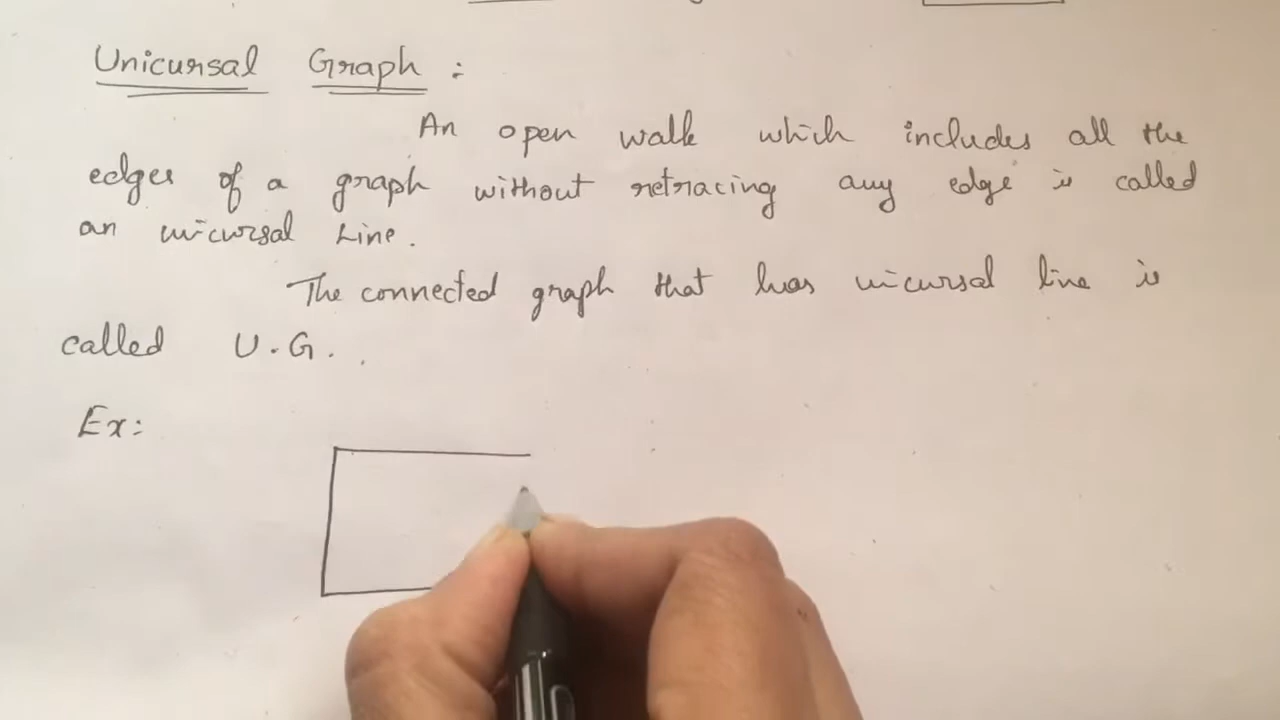 Unicursal Graph :
An open walk which includes all the
edges of a graph without retracing any edge is called
an unicursal Line.
The connected graph that has unicursal line is
called U.G.
Ex: